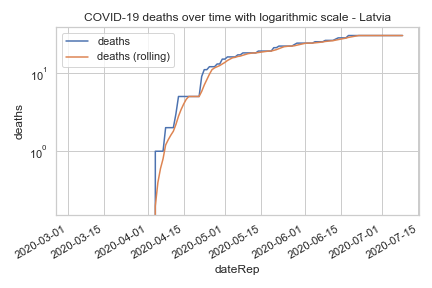 COVID-19 deaths over time with logarithmic scale - Latvia
deaths
deaths (rolling)
10¹
10⁰
deaths
2020-03-01
2020-03-15
2020-04-01
2020-04-15
2020-05-01
2020-05-15
2020-06-01
2020-06-15
2020-07-01
2020-07-15
dateRep